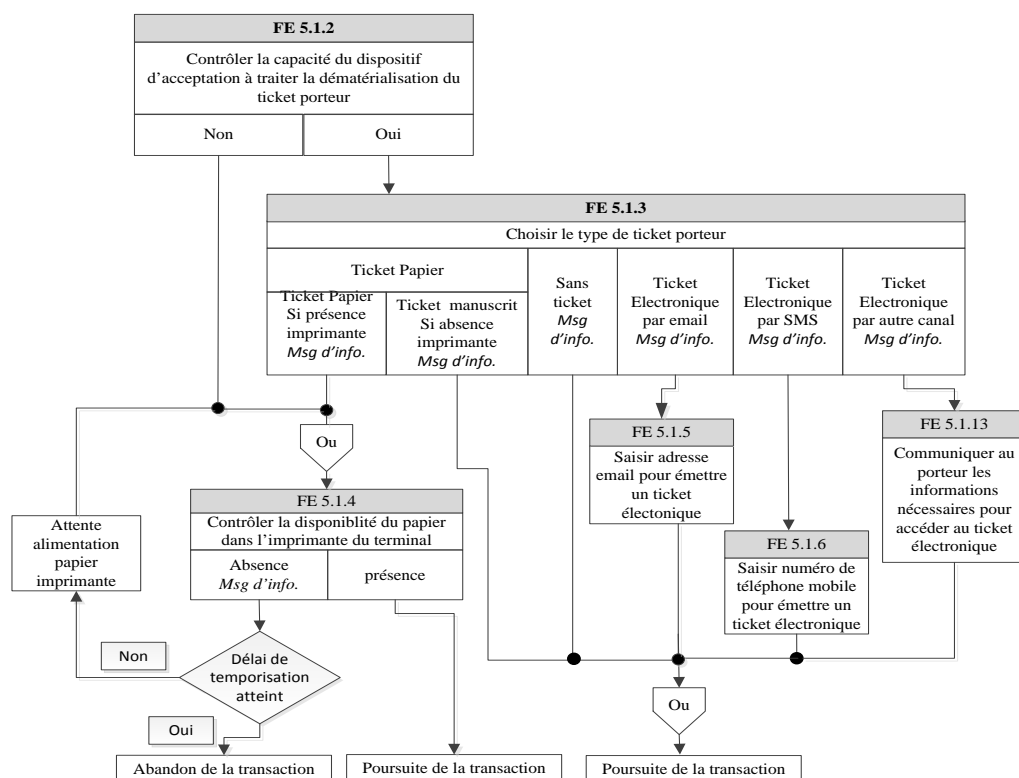 FE 5.1.2
Contrôler la capacité du dispositif
d’acceptation à traiter la dématérialisation du
ticket porteur
Non
Oui
FE 5.1.3
Choisir le type de ticket porteur
Ticket Papier
Ticket Papier
Si présence
imprimante
Msg d’info.
Ticket manuscrit
Si absence
imprimante
Msg d’info.
Sans
ticket Msg
d’info.
Ticket
Electronique
par email
Msg d’info.
Ticket
Electronique
par SMS
Msg d’info.
Ticket
Electronique
par autre canal
Msg d’info.
Ou
FE 5.1.5
Saisir adresse
email pour émettre
un ticket
électonique
FE 5.1.13
Communiquer au
porteur les
informations
nécessaires pour
accéder au ticket
électronique
FE 5.1.4
Contrôler la disponiblité du papier
dans l’imprimante du terminal
Absence
Msg d’info.
présence
Attente
alimentation
papier
imprimante
FE 5.1.6
Saisir numéro de
téléphone mobile
pour émettre un
ticket électronique
Non
Délai de
temporisation
atteint
Oui
Ou
Abandon de la transaction
Poursuite de la transaction
Poursuite de la transaction